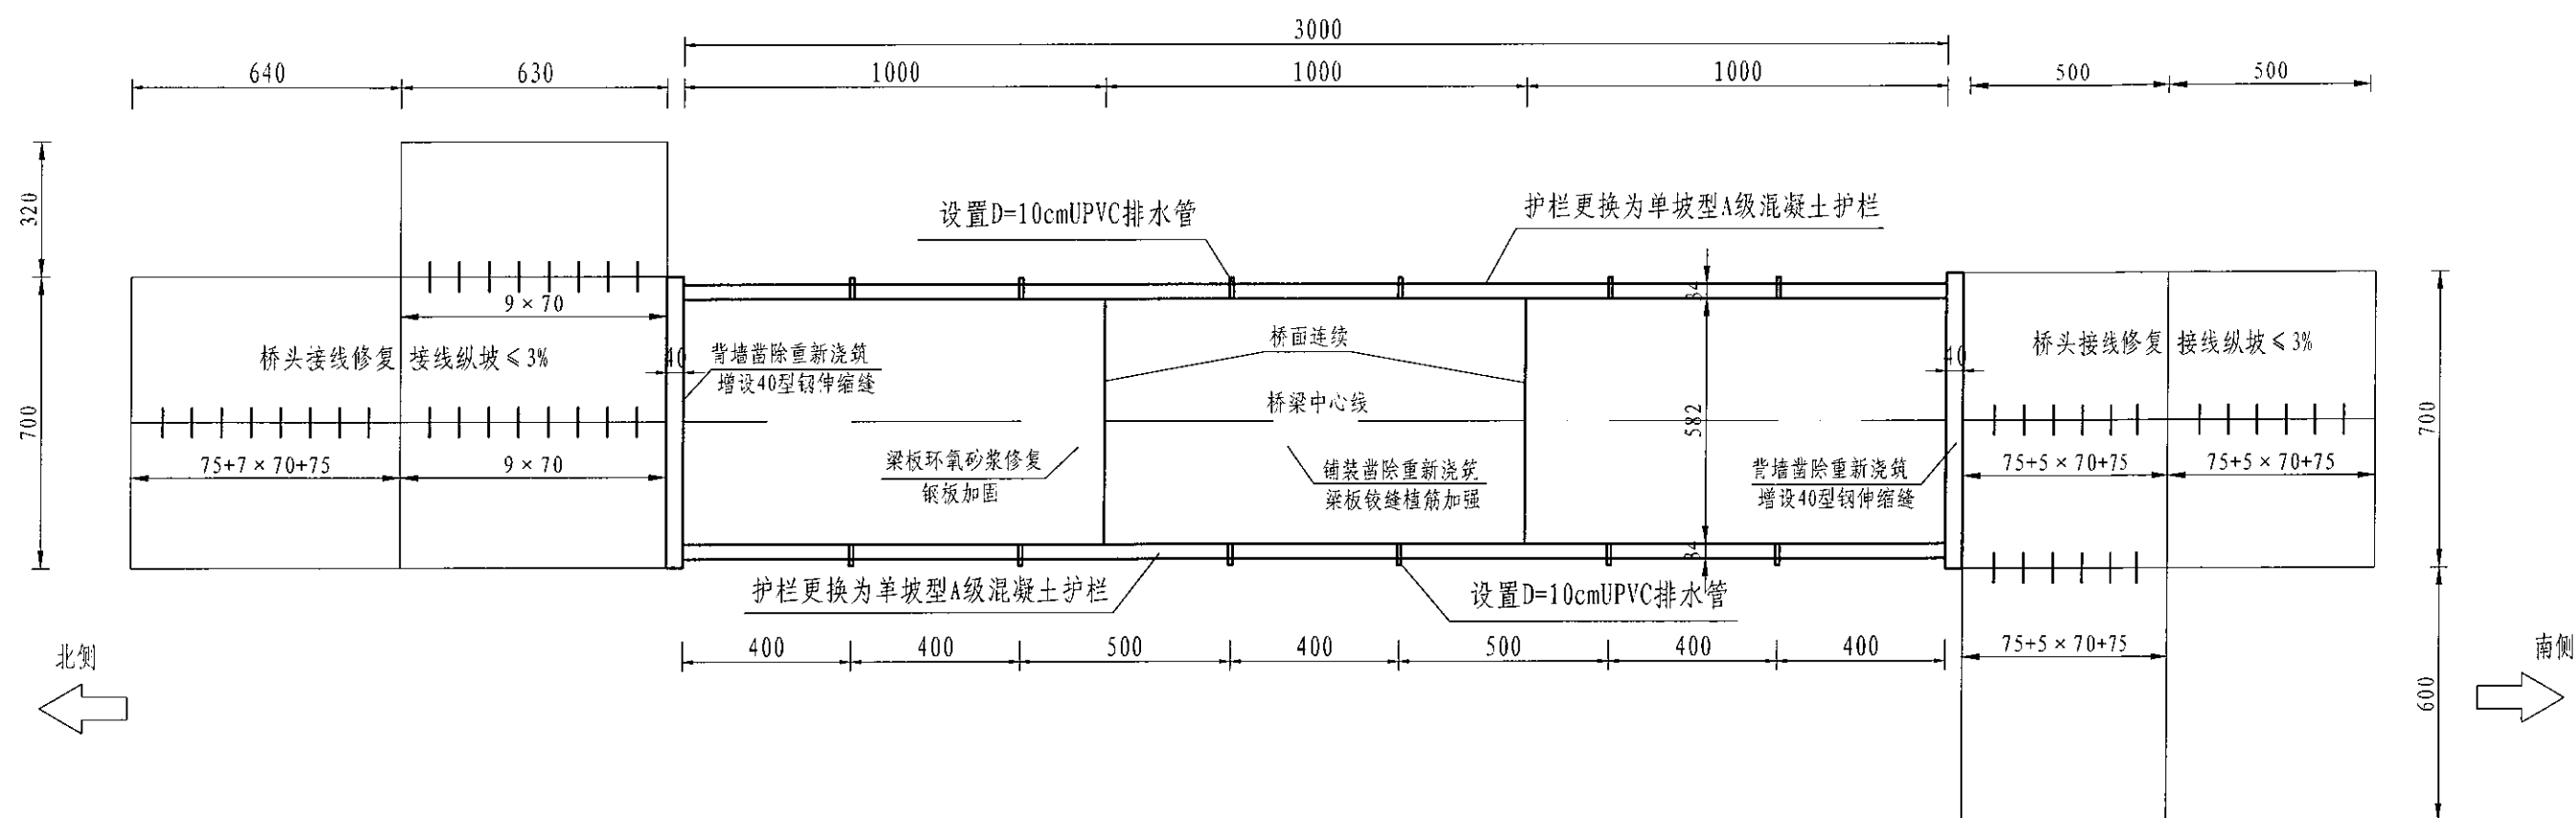 3000
640
630
1000
1000
1000
500
500
320
设置D=10cmUPVC排水管
护栏更换为单坡型A级混凝土护栏
34
9×70
桥头接线修复 接线纵坡≤3%
40
背墙凿除重新浇筑
增设40型钢伸缩缝
桥面连续
40
桥头接线修复 接线纵坡≤3%
桥梁中心线
700
582
700
75+7×70+75
9×70
梁板环氧砂浆修复
钢板加固
铺装凿除重新浇筑
梁板铰缝植筋加强
背墙凿除重新浇筑
增设40型钢伸缩缝
75+5×70+75
75+5×70+75
34
护栏更换为单坡型A级混凝土护栏
设置D=10cmUPVC排水管
400
400
500
400
500
400
400
75+5×70+75
北侧
南侧
600